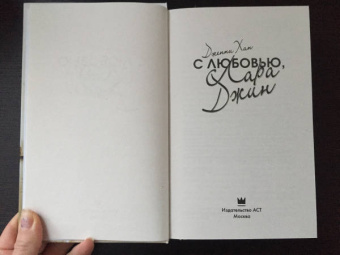 Дженни Хан
С ЛЮБОВЬЮ,
Лара
Джин
Издательство АСТ
Москва